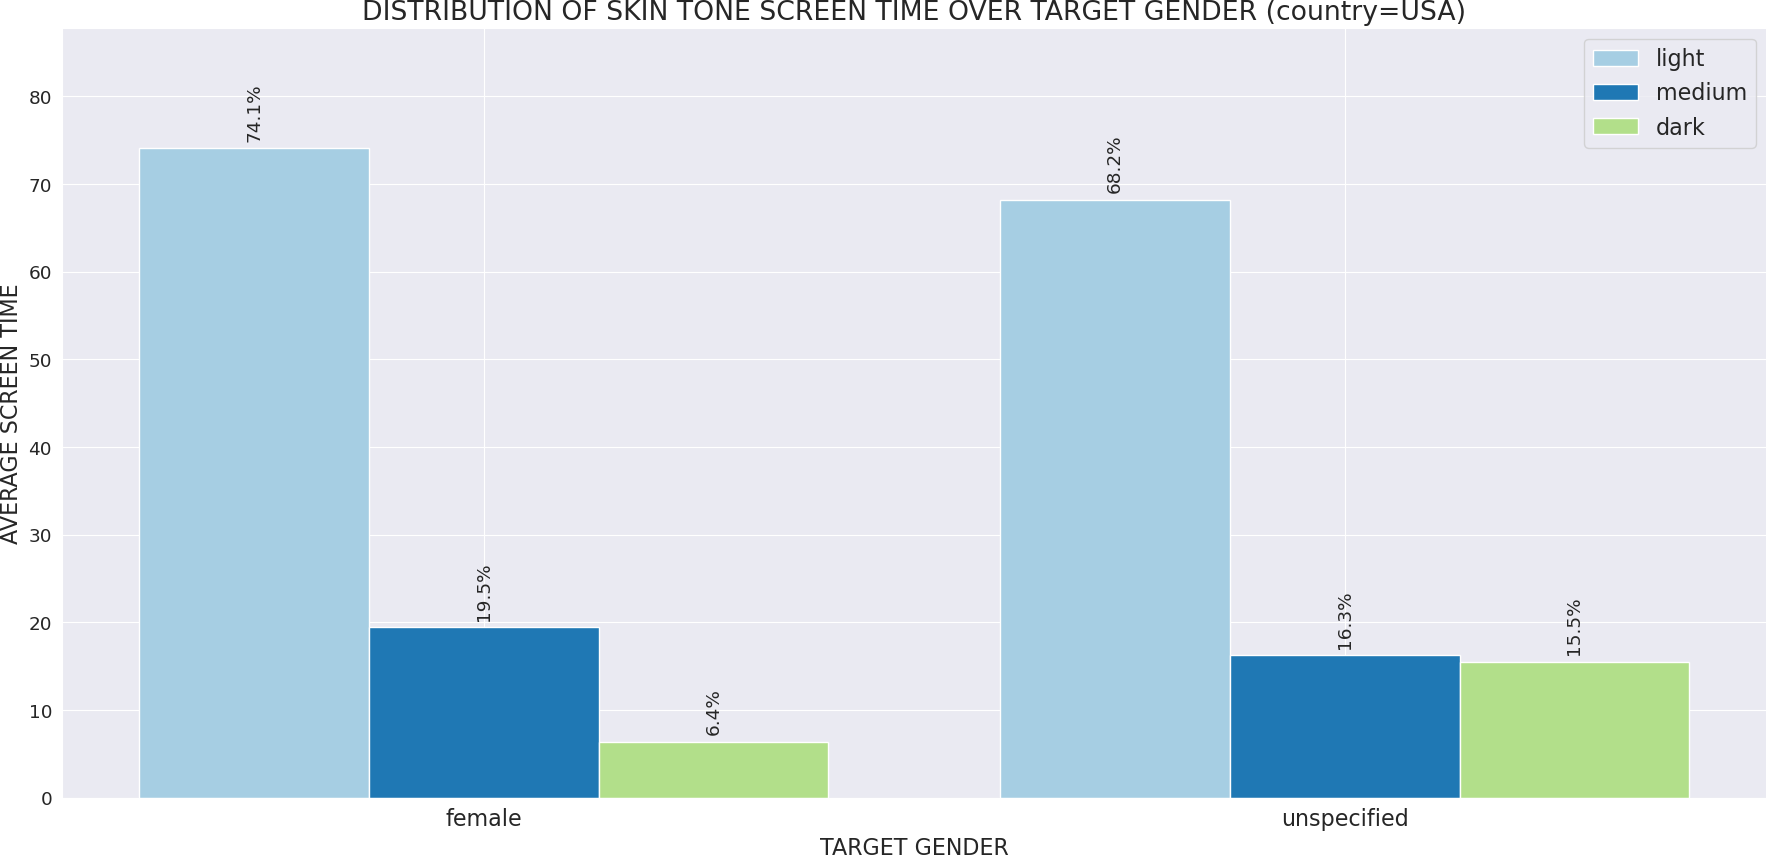 DISTRIBUTION OF SKIN TONE SCREEN TIME OVER TARGET GENDER (country=USA)
light
medium
dark
AVERAGE SCREEN TIME
80
70
60
50
40
30
20
10
0
74.1%
19.5%
6.4%
68.2%
16.3%
15.5%
female
unspecified
TARGET GENDER